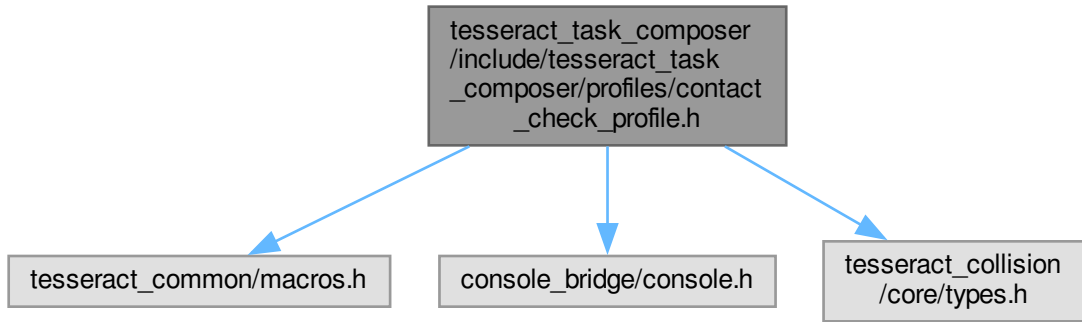 tesseract_task_composer
/include/tesseract_task
_composer/profiles/contact
_check_profile.h
tesseract_common/macros.h
console_bridge/console.h
tesseract_collision
/core/types.h